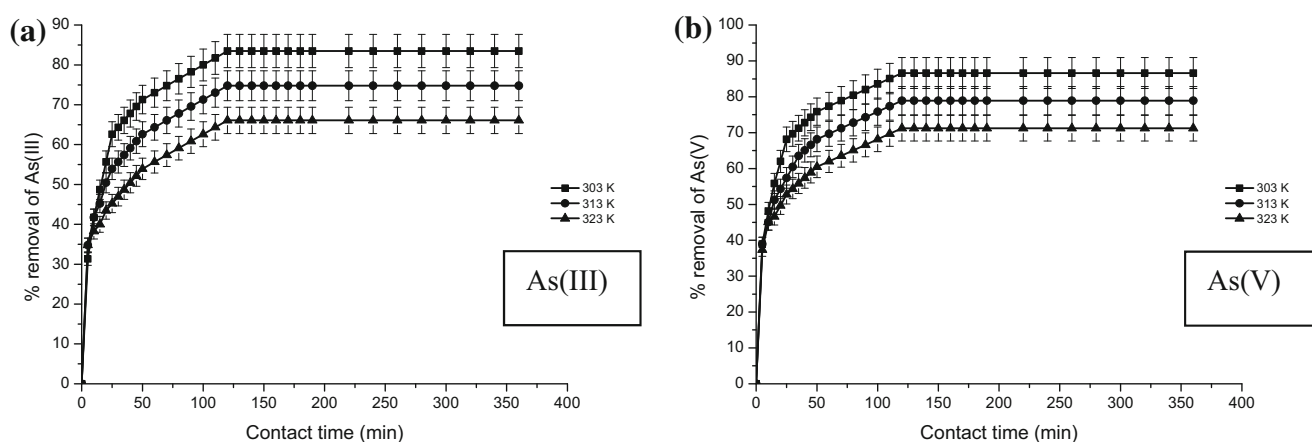 (a)
90
80
70
60
50
40
30
20
10
0
% removal of As(III)
0 50 100 150 200 250 300 350 400
Contact time (min)
303 K
313 K
323 K
As(III)
(b)
100
90
80
70
60
50
40
30
20
10
0
% removal of As(V)
0 50 100 150 200 250 300 350 400
Contact time (min)
303 K
313 K
323 K
As(V)